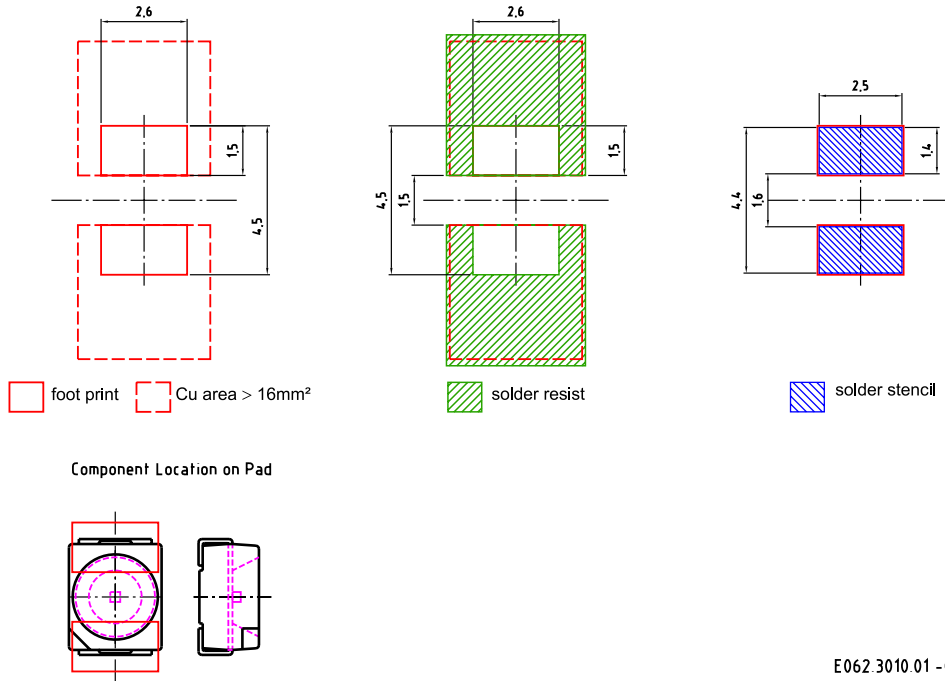 2,6
1,5
4,5
2,6
4,5
1,5
1,5
2,5
4,4
1,6
1,4
foot print
Cu area > 16mm²
solder resist
solder stencil
Component Location on Pad
E062.3010.01 -